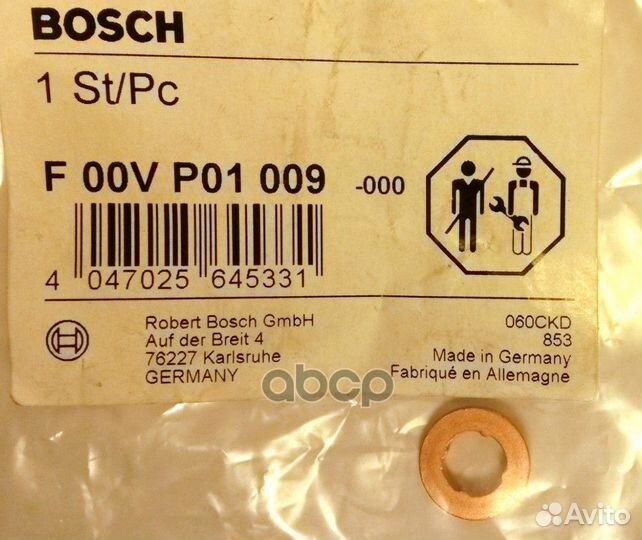 BOSCH
1 St/Pc
F 00V P01 009 -000
4 047025 645331
Robert Bosch GmbH
Auf der Breit 4
76227 Karlsruhe
GERMANY
060CKD
853
Made in Germany
Fabriqué en Allemagne
abcp
Avito